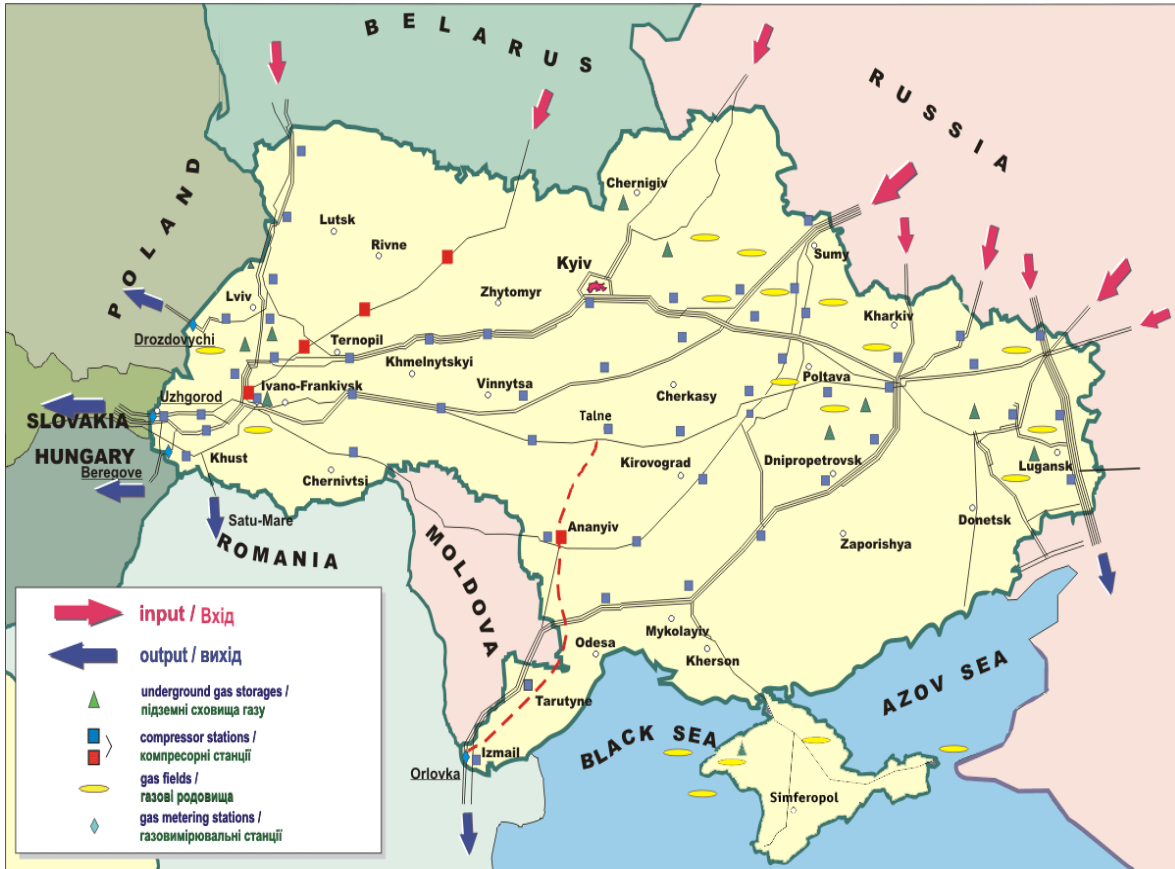 BELARUS
RUSSIA
POLAND
Chernigiv
Lutsk
Rivne
Kyiv
Sumy
Zhytomyr
Lviv
Kharkiv
Drozdovychi
Ternopil
Khmelnytskyi
Poltava
Vinnytsa
Cherkasy
Ivano-Frankivsk
Uzhgorod
SLOVAKIA
Talne
HUNGARY
Khust
Kirovograd
Lugansk
Beregove
Chernivtsi
Dnipropetrovsk
Satu-Mare
Donetsk
ROMANIA
Ananyiv
Zaporishya
MOLDOVA
Mykolayiv
Odesa
Kherson
AZOV SEA
Tarutyne
BLACK SEA
Izmail
Orlovka
Simferopol
input / Вхід
output / вихід
underground gas storages /
підземні сховища газу
compressor stations /
компресорні станції
gas fields /
газові родовища
gas metering stations /
газовимірювальні станції